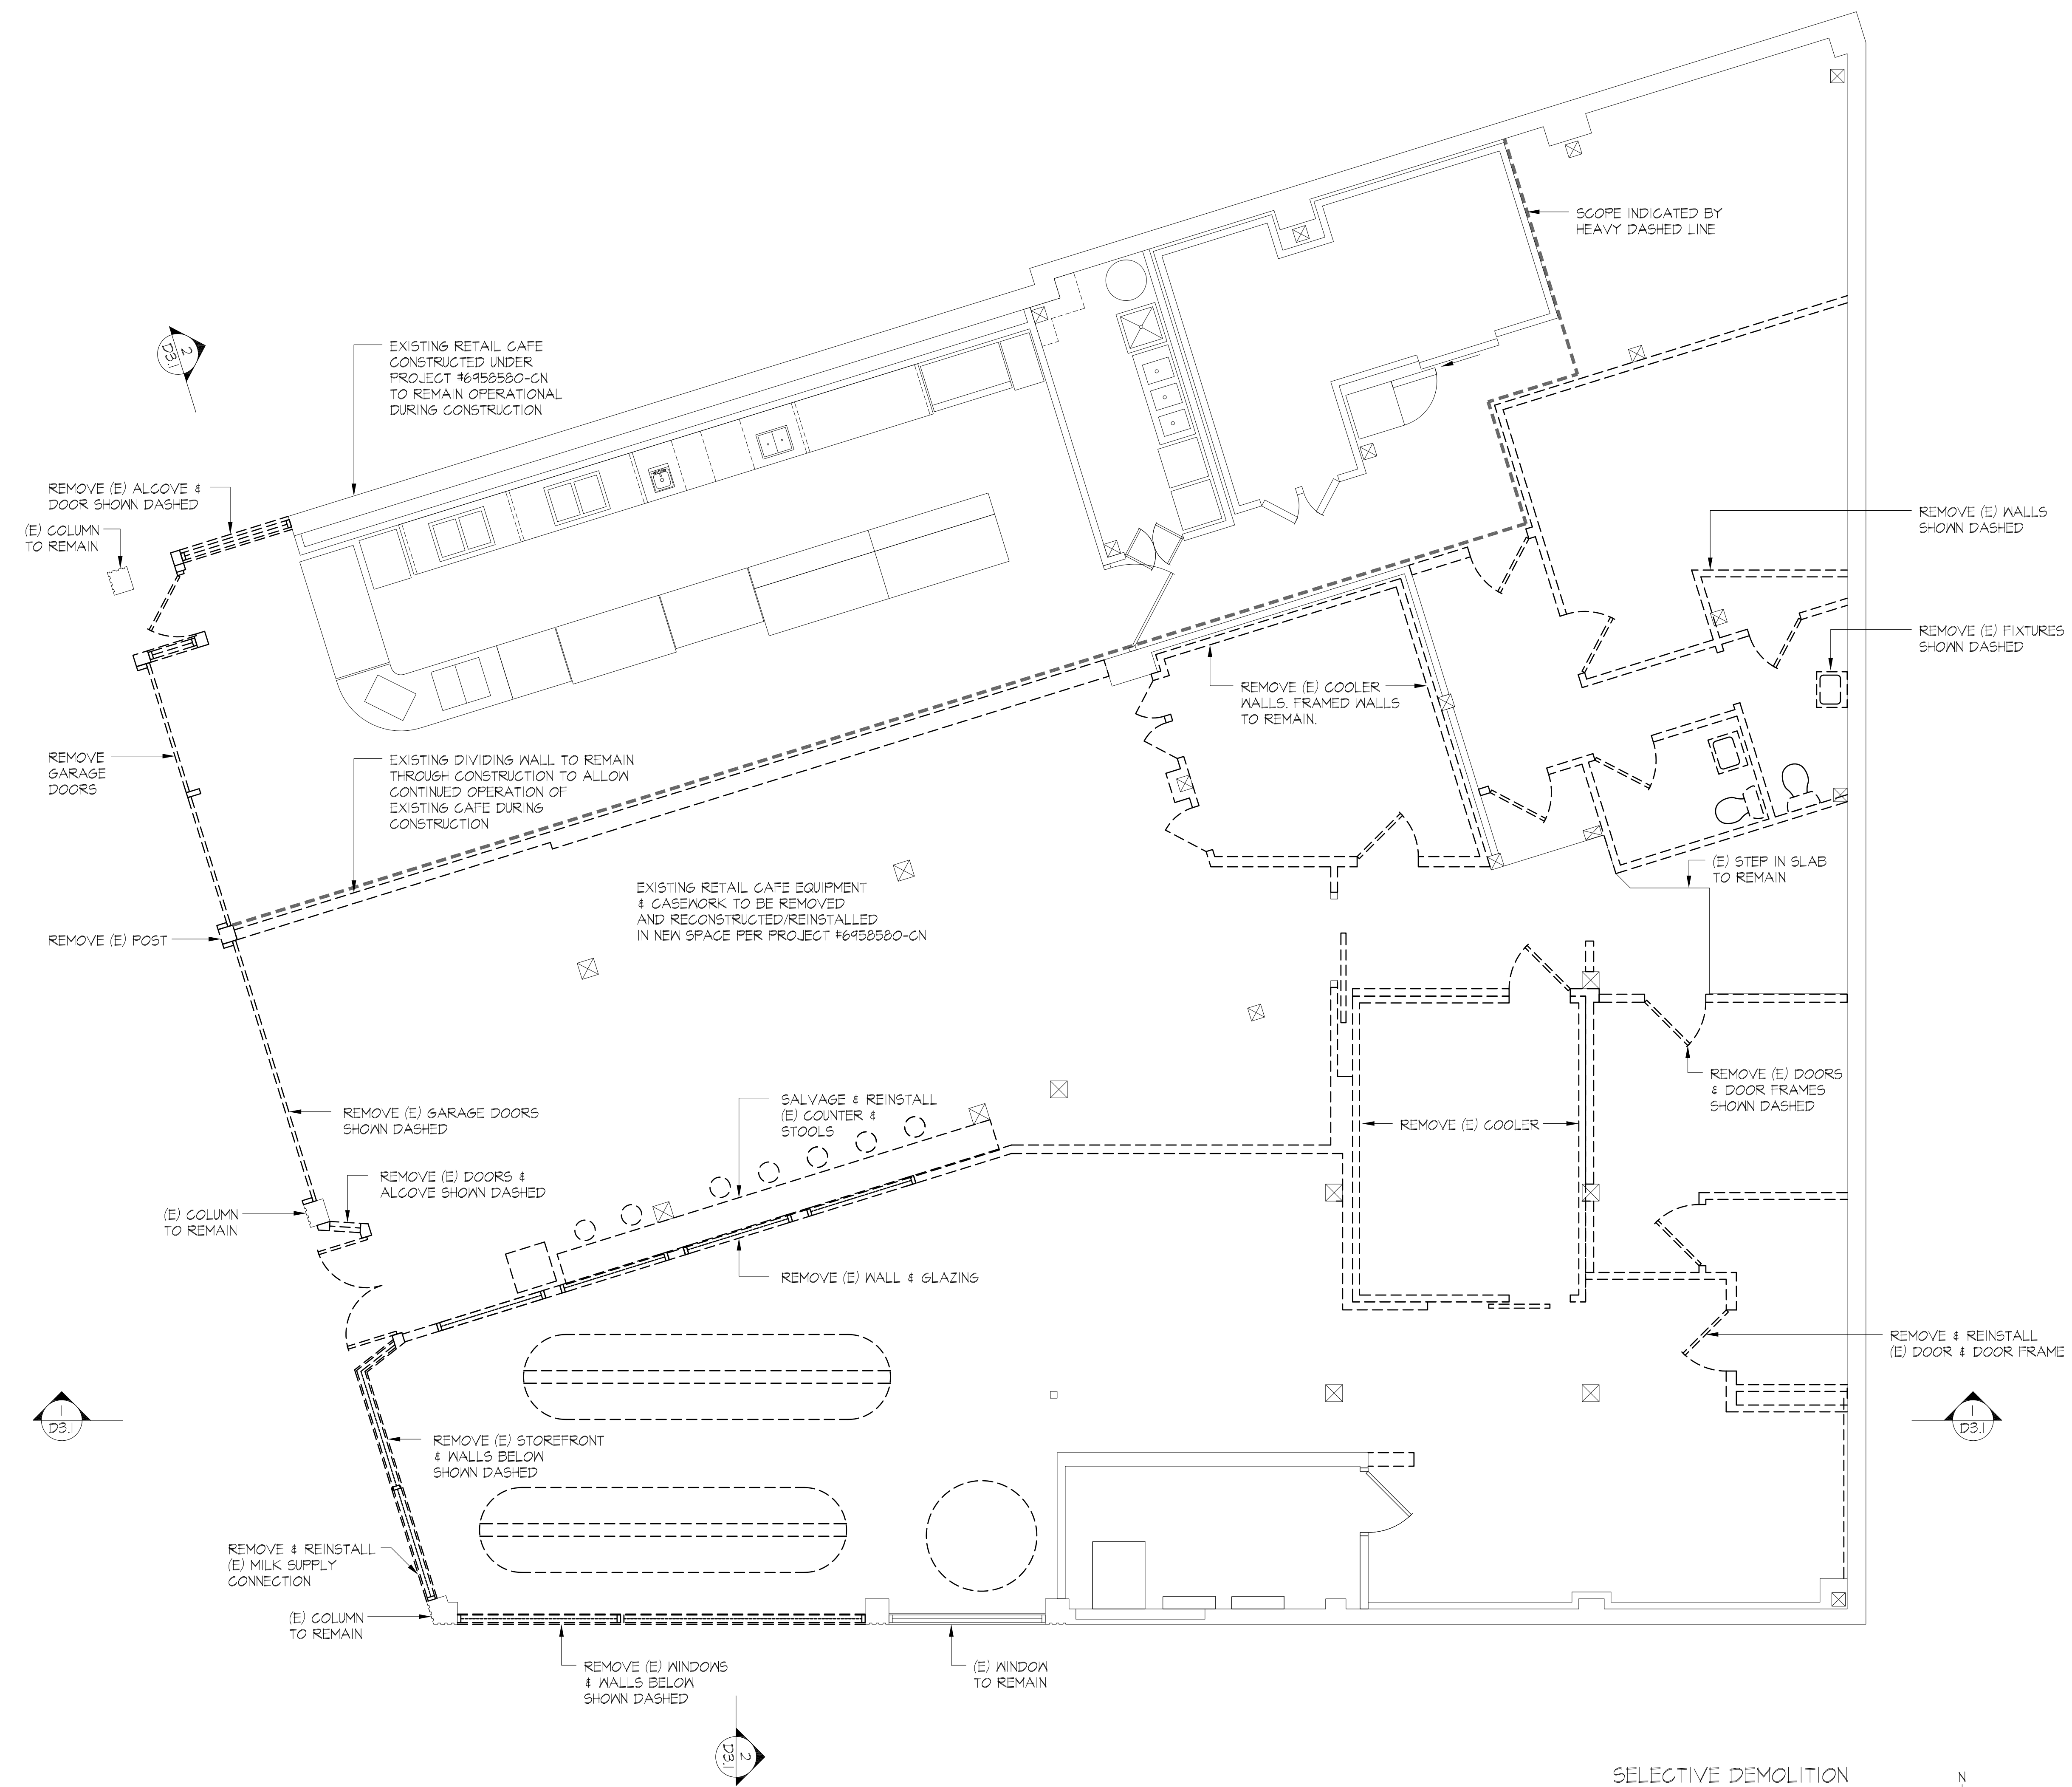 SCOPE INDICATED BY
HEAVY DASHED LINE
2
D3.1
EXISTING RETAIL CAFE
CONSTRUCTED UNDER
PROJECT #6958580-CN
TO REMAIN OPERATIONAL
DURING CONSTRUCTION
REMOVE (E) ALCOVE &
DOOR SHOWN DASHED
(E) COLUMN
TO REMAIN
REMOVE (E) WALLS
SHOWN DASHED
REMOVE (E) FIXTURES
SHOWN DASHED
REMOVE (E) COOLER
WALLS. FRAMED WALLS
TO REMAIN.
REMOVE
GARAGE
DOORS
EXISTING DIVIDING WALL TO REMAIN
THROUGH CONSTRUCTION TO ALLOW
CONTINUED OPERATION OF
EXISTING CAFE DURING
CONSTRUCTION
(E) STEP IN SLAB
TO REMAIN
EXISTING RETAIL CAFE EQUIPMENT
& CASEWORK TO BE REMOVED
AND RECONSTRUCTED/REINSTALLED
IN NEW SPACE PER PROJECT #6958580-CN
REMOVE (E) POST
REMOVE (E) DOORS
& DOOR FRAMES
SHOWN DASHED
SALVAGE & REINSTALL
(E) COUNTER &
STOOLS
REMOVE (E) GARAGE DOORS
SHOWN DASHED
REMOVE (E) COOLER
REMOVE (E) DOORS &
ALCOVE SHOWN DASHED
(E) COLUMN
TO REMAIN
REMOVE (E) WALL & GLAZING
REMOVE & REINSTALL
(E) DOOR & DOOR FRAME
1
D3.1
1
D3.1
REMOVE (E) STOREFRONT
& WALLS BELOW
SHOWN DASHED
REMOVE & REINSTALL
(E) MILK SUPPLY
CONNECTION
(E) COLUMN
TO REMAIN
REMOVE (E) WINDOWS
& WALLS BELOW
SHOWN DASHED
(E) WINDOW
TO REMAIN
2
D3.1
SELECTIVE DEMOLITION
N